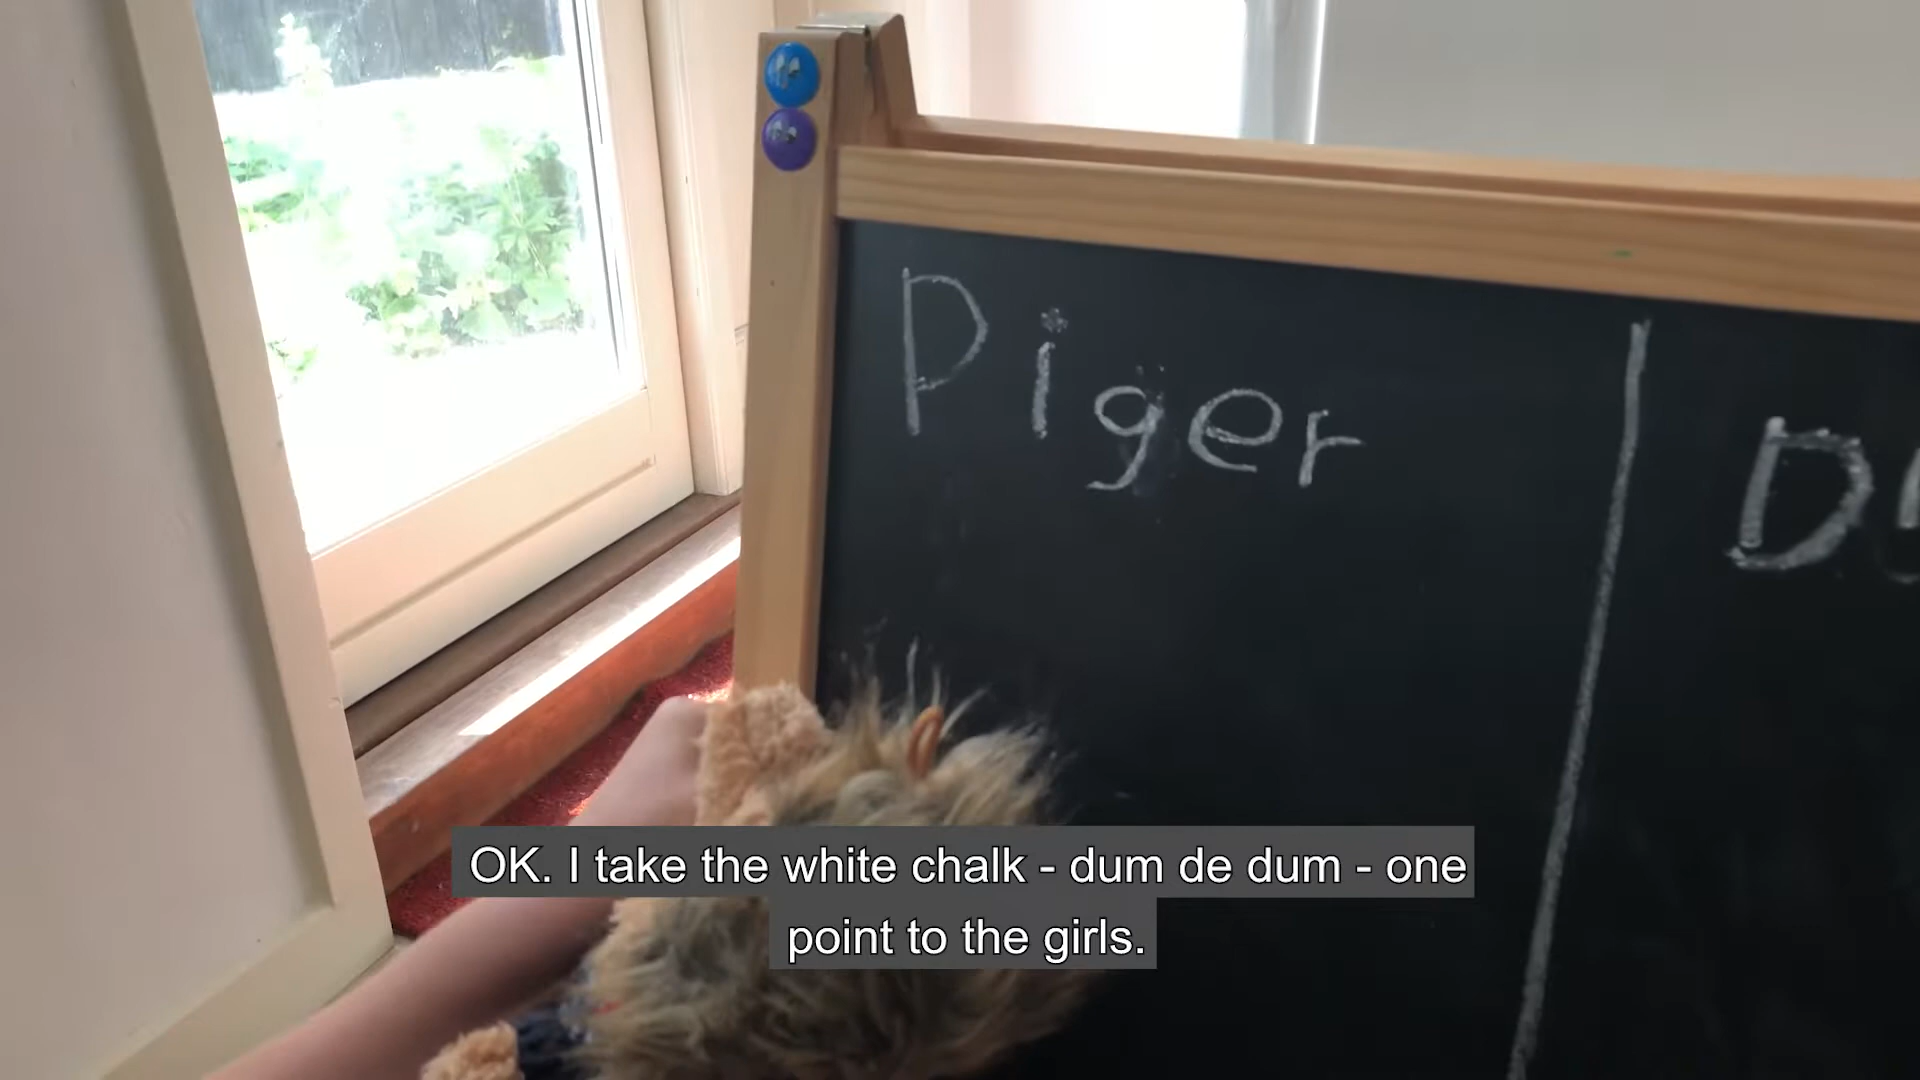 Piger
D
OK. I take the white chalk - dum de dum - one
point to the girls.